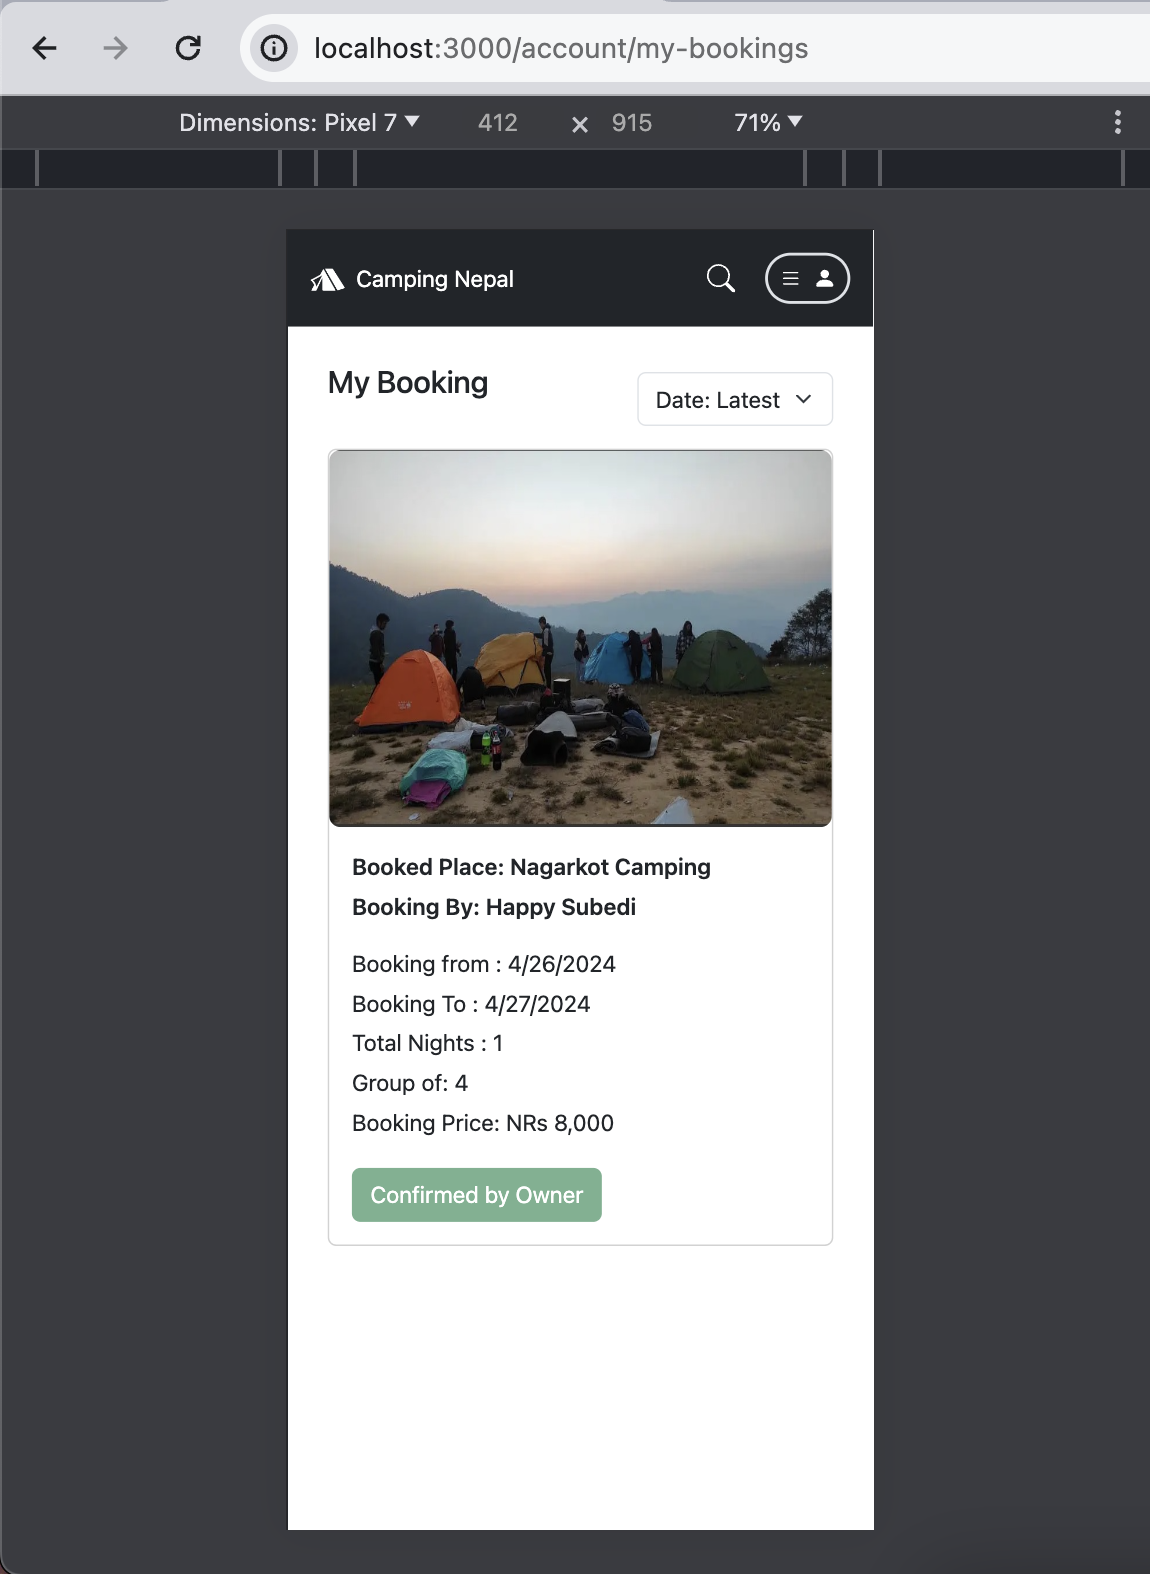 localhost:3000/account/my-bookings
Dimensions: Pixel 7 412 × 915 71%
Camping Nepal
My Booking
Date: Latest
Booked Place: Nagarkot Camping
Booking By: Happy Subedi
Booking from : 4/26/2024
Booking To : 4/27/2024
Total Nights : 1
Group of: 4
Booking Price: NRs 8,000
Confirmed by Owner